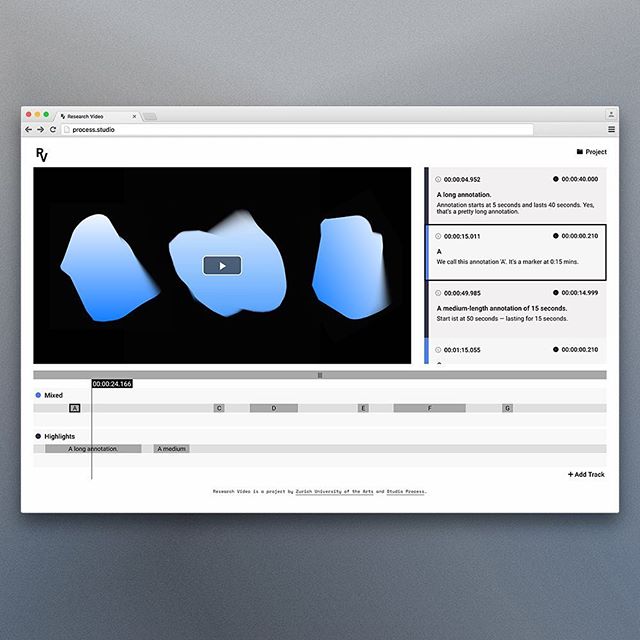 Research Video
process.studio
RV
Project
00:00:04.952 00:00:40.000
A long annotation.
Annotation starts at 5 seconds and lasts 40 seconds. Yes,
that's a pretty long annotation.
00:00:15.011 00:00:00.210
A
We call this annotation 'A'. It's a marker at 0:15 mins.
00:00:49.985 00:00:14.999
A medium-length annotation of 15 seconds.
Start ist at 50 seconds — lasting for 15 seconds.
00:01:15.055 00:00:00.210
00:00:24.166
Mixed
A C D E F G
Highlights
A long annotation. A medium
+ Add Track
Research Video is a project by Zurich University of the Arts and Studio Process.